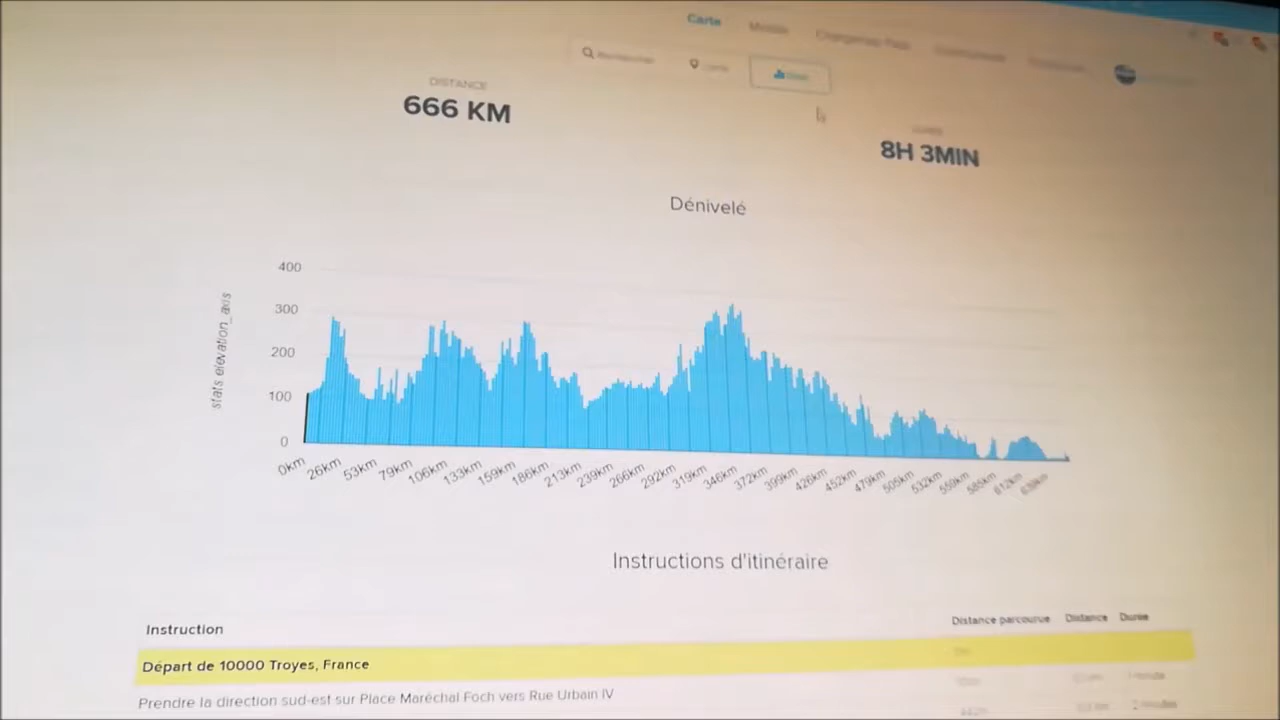 Carte
DISTANCE
666 KM
8H 3MIN
Dénivelé
stats.elevation_axis
400
300
200
100
0
0km 26km 53km 79km 106km 133km 159km 186km 213km 239km 266km 292km 319km 346km 372km 399km 426km 452km 479km 505km 532km 559km 585km 612km 639km
Instructions d'itinéraire
Instruction Distance parcourue Distance Durée
Départ de 10000 Troyes, France
Prendre la direction sud-est sur Place Maréchal Foch vers Rue Urbain IV